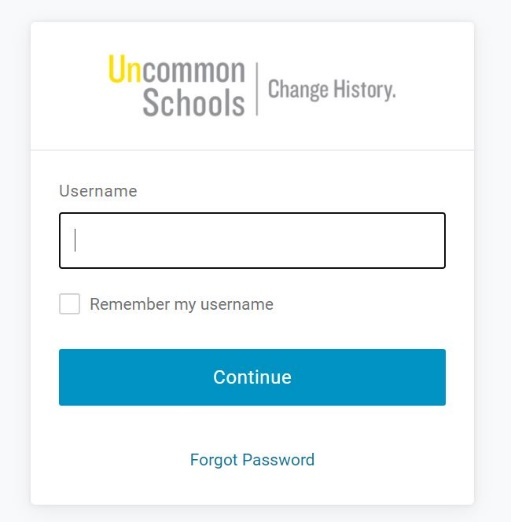 Uncommon
Schools
Change History.
Username
Remember my username
Continue
Forgot Password